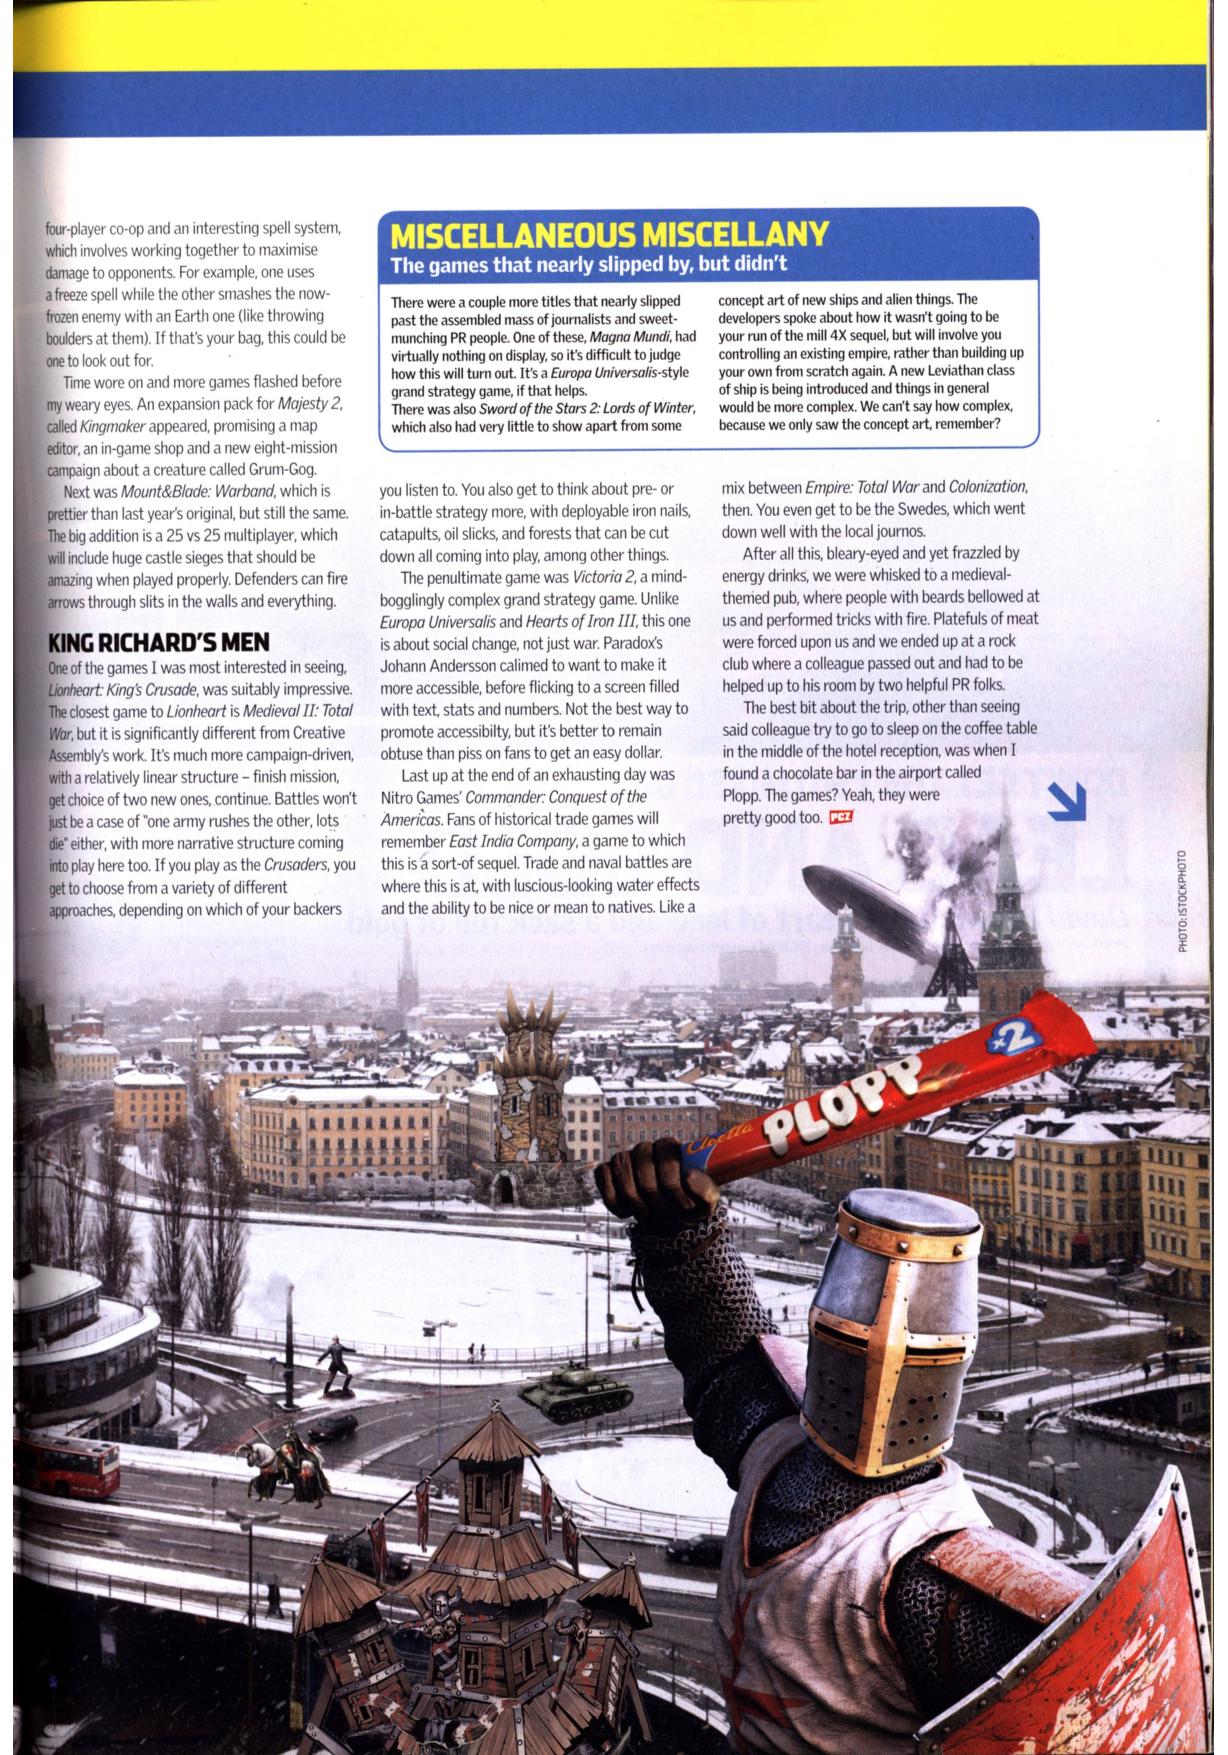 four-player co-op and an interesting spell system,
which involves working together to maximise
damage to opponents. For example, one uses
a freeze spell while the other smashes the now-
frozen enemy with an Earth one (like throwing
boulders at them). If that's your bag, this could be
one to look out for.
Time wore on and more games flashed before
my weary eyes. An expansion pack for Majesty 2,
called Kingmaker appeared, promising a map
editor, an in-game shop and a new eight-mission
campaign about a creature called Grum-Gog.
Next was Mount&Blade: Warband, which is
prettier than last year's original, but still the same.
The big addition is a 25 vs 25 multiplayer, which
will include huge castle sieges that should be
amazing when played properly. Defenders can fire
arrows through slits in the walls and everything.
KING RICHARD'S MEN
One of the games I was most interested in seeing,
Lionheart: King's Crusade, was suitably impressive.
The closest game to Lionheart is Medieval II: Total
War, but it is significantly different from Creative
Assembly's work. It's much more campaign-driven,
with a relatively linear structure – finish mission,
get choice of two new ones, continue. Battles won't
just be a case of "one army rushes the other, lots
die" either, with more narrative structure coming
into play here too. If you play as the Crusaders, you
get to choose from a variety of different
approaches, depending on which of your backers
MISCELLANEOUS MISCELLANY
The games that nearly slipped by, but didn't
There were a couple more titles that nearly slipped
past the assembled mass of journalists and sweet-
munching PR people. One of these, Magna Mundi, had
virtually nothing on display, so it's difficult to judge
how this will turn out. It's a Europa Universalis-style
grand strategy game, if that helps.
There was also Sword of the Stars 2: Lords of Winter,
which also had very little to show apart from some
concept art of new ships and alien things. The
developers spoke about how it wasn't going to be
your run of the mill 4X sequel, but will involve you
controlling an existing empire, rather than building up
your own from scratch again. A new Leviathan class
of ship is being introduced and things in general
would be more complex. We can't say how complex,
because we only saw the concept art, remember?
you listen to. You also get to think about pre- or
in-battle strategy more, with deployable iron nails,
catapults, oil slicks, and forests that can be cut
down all coming into play, among other things.
The penultimate game was Victoria 2, a mind-
bogglingly complex grand strategy game. Unlike
Europa Universalis and Hearts of Iron III, this one
is about social change, not just war. Paradox's
Johann Andersson calimed to want to make it
more accessible, before flicking to a screen filled
with text, stats and numbers. Not the best way to
promote accessibilty, but it's better to remain
obtuse than piss on fans to get an easy dollar.
Last up at the end of an exhausting day was
Nitro Games' Commander: Conquest of the
Americas. Fans of historical trade games will
remember East India Company, a game to which
this is a sort-of sequel. Trade and naval battles are
where this is at, with luscious-looking water effects
and the ability to be nice or mean to natives. Like a
mix between Empire: Total War and Colonization,
then. You even get to be the Swedes, which went
down well with the local journos.
After all this, bleary-eyed and yet frazzled by
energy drinks, we were whisked to a medieval-
themed pub, where people with beards bellowed at
us and performed tricks with fire. Platefuls of meat
were forced upon us and we ended up at a rock
club where a colleague passed out and had to be
helped up to his room by two helpful PR folks.
The best bit about the trip, other than seeing
said colleague try to go to sleep on the coffee table
in the middle of the hotel reception, was when I
found a chocolate bar in the airport called
Plopp. The games? Yeah, they were
pretty good too. PCZ
PHOTO: ISTOCKPHOTO
Cloetta PLOPP x2